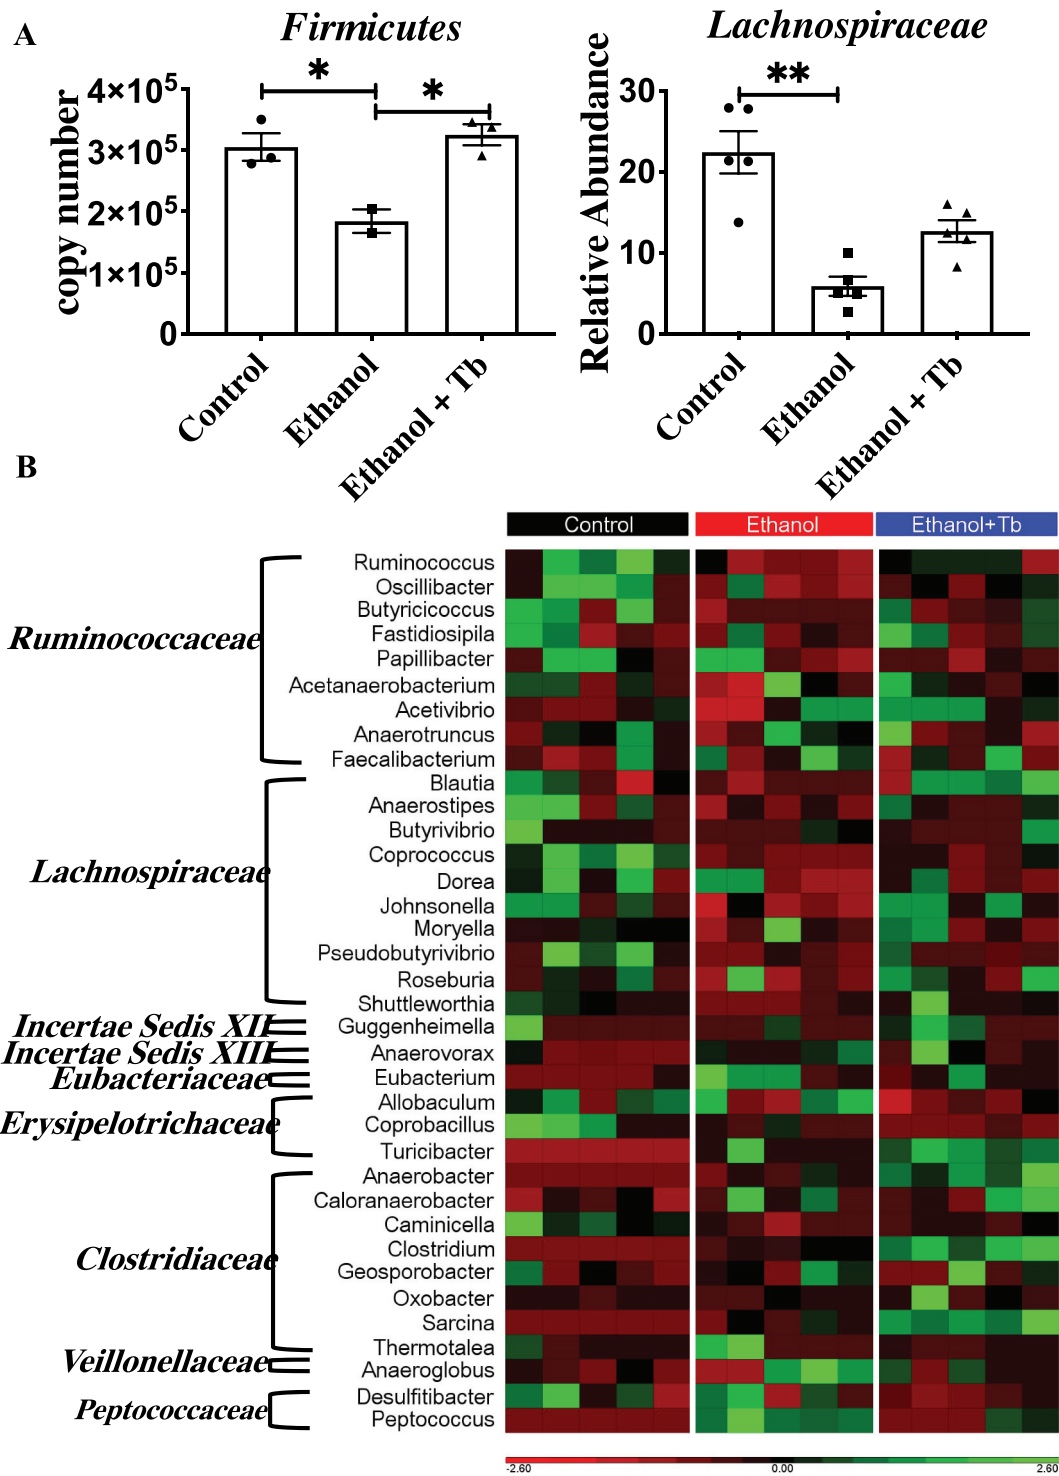 A
Firmicutes
Lachnospiraceae
*
*
**
copy number
4×10⁵
3×10⁵
2×10⁵
1×10⁵
0
Control
Ethanol
Ethanol + Tb
Relative Abundance
30
20
10
0
Control
Ethanol
Ethanol + Tb
B
Control Ethanol Ethanol+Tb
Ruminococcaceae
Ruminococcus
Oscillibacter
Butyricicoccus
Fastidiosipila
Papillibacter
Acetanaerobacterium
Acetivibrio
Anaerotruncus
Faecalibacterium
Lachnospiraceae
Blautia
Anaerostipes
Butyrivibrio
Coprococcus
Dorea
Johnsonella
Moryella
Pseudobutyrivibrio
Roseburia
Shuttleworthia
Incertae Sedis XII
Guggenheimella
Incertae Sedis XIII
Anaerovorax
Eubacteriaceae
Eubacterium
Erysipelotrichaceae
Allobaculum
Coprobacillus
Turicibacter
Clostridiaceae
Anaerobacter
Caloranaerobacter
Caminicella
Clostridium
Geosporobacter
Oxobacter
Sarcina
Thermotalea
Veillonellaceae
Anaeroglobus
Peptococcaceae
Desulfitibacter
Peptococcus
-2.60 0.00 2.60